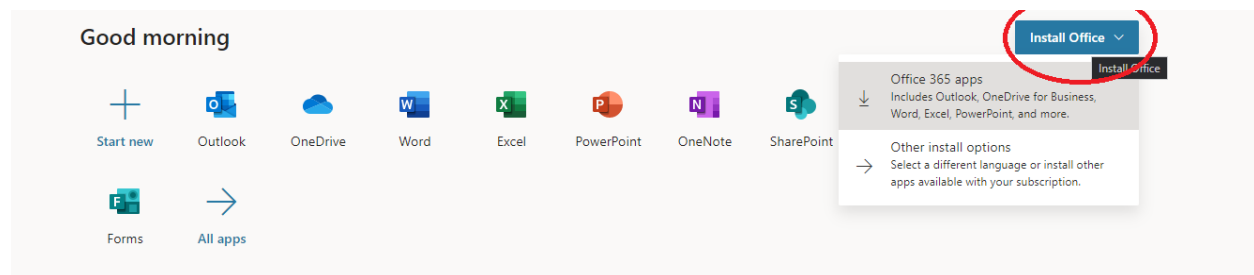 Good morning
Install Office
Install Office
Office 365 apps
Includes Outlook, OneDrive for Business,
Word, Excel, PowerPoint, and more.
Other install options
Select a different language or install other
apps available with your subscription.
Start new
Outlook
OneDrive
Word
Excel
PowerPoint
OneNote
SharePoint
Forms
All apps